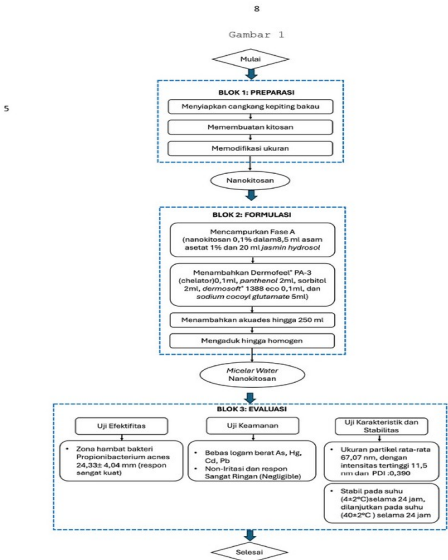 8
Gambar 1
Mulai
5
BLOK 1: PREPARASI
Menyiapkan cangkang kepiting bakau
Memembuatan kitosan
Memodifikasi ukuran
Nanokitosan
BLOK 2: FORMULASI
Mencampurkan Fase A
(nanokitosan 0,1% dalam8,5 ml asam
asetat 1% dan 20 ml jasmin hydrosol
Menambahkan Dermofeel® PA-3
(chelator)0,1ml, panthenol 2ml, sorbitol
2ml, dermosoft® 1388 eco 0,1ml, dan
sodium cocoyl glutamate 5ml)
Menambahkan akuades hingga 250 ml
Mengaduk hingga homogen
Micelar Water
Nanokitosan
BLOK 3: EVALUASI
Uji Efektifitas
• Zona hambat bakteri
Propionibacterium acnes
24,33± 4,04 mm (respon
sangat kuat)
Uji Keamanan
• Bebas logam berat As, Hg,
Cd, Pb
• Non-Iritasi dan respon
Sangat Ringan (Negligible)
Uji Karakteristik dan
Stabilitas
• Ukuran partikel rata-rata
67,07 nm, dengan
intensitas tertinggi 11,5
nm dan PDI :0,390
• Stabil pada suhu
(4±2°C)selama 24 jam,
dilanjutkan pada suhu
(40±2°C ) selama 24 jam
Selesai